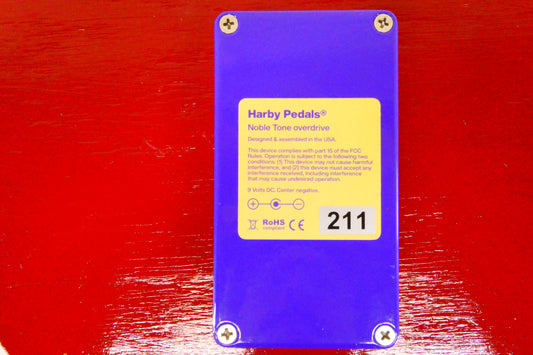 Harby Pedals®
Noble Tone overdrive
Designed & assembled in the USA.
This device complies with part 15 of the FCC
Rules. Operation is subject to the following two
conditions: (1) This device may not cause harmful
interference, and (2) this device must accept any
interference received, including interference
that may cause undesired operation.
9 Volts DC. Center negative.
RoHS
compliant
CE
211